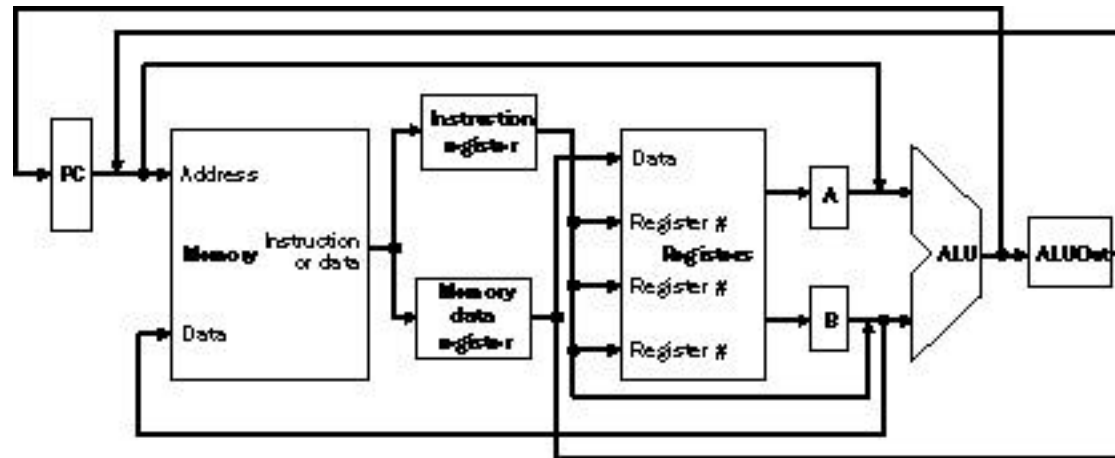 PC
Address
Memory
Instruction
or data
Data
Instruction
register
Memory
data
register
Data
Register #
Registers
Register #
Register #
A
B
ALU
ALUOut